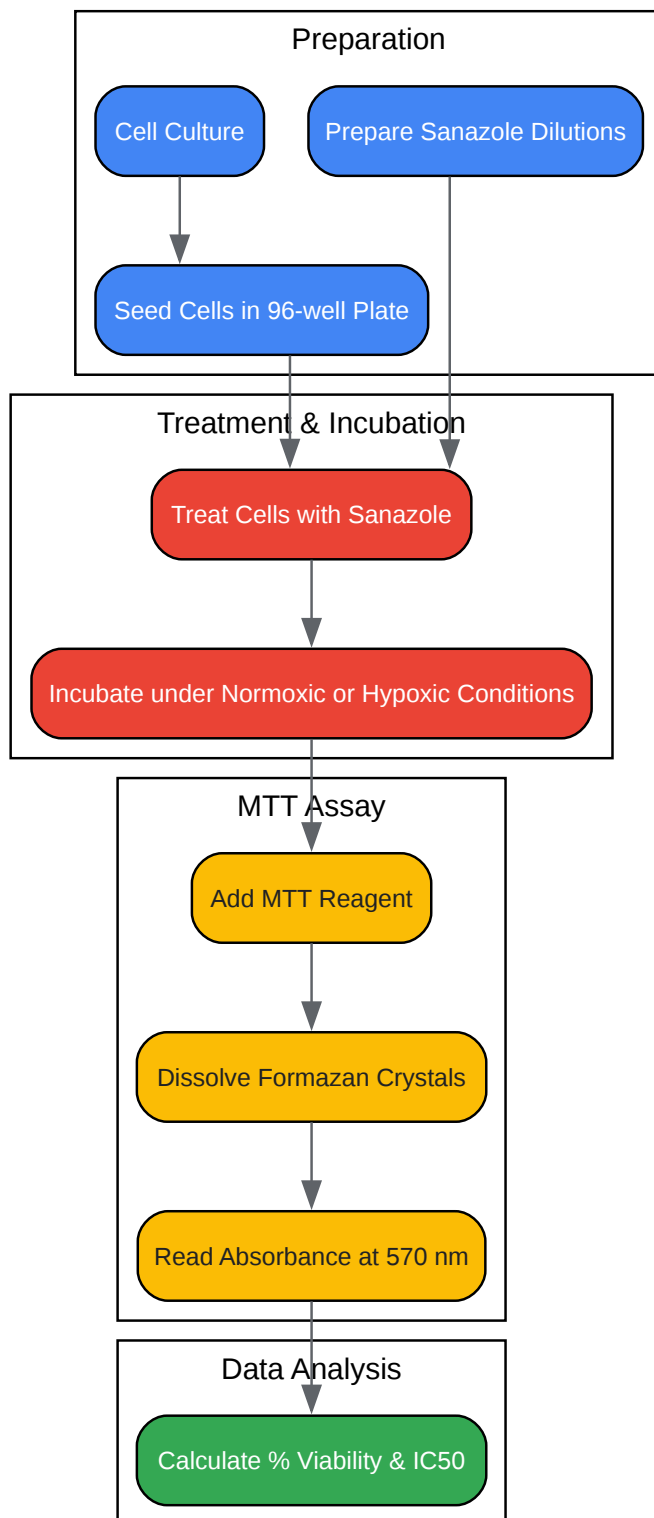 Preparation
Cell Culture
Prepare Sanazole Dilutions
Seed Cells in 96-well Plate
Treatment & Incubation
Treat Cells with Sanazole
Incubate under Normoxic or Hypoxic Conditions
MTT Assay
Add MTT Reagent
Dissolve Formazan Crystals
Read Absorbance at 570 nm
Data Analysis
Calculate % Viability & IC50